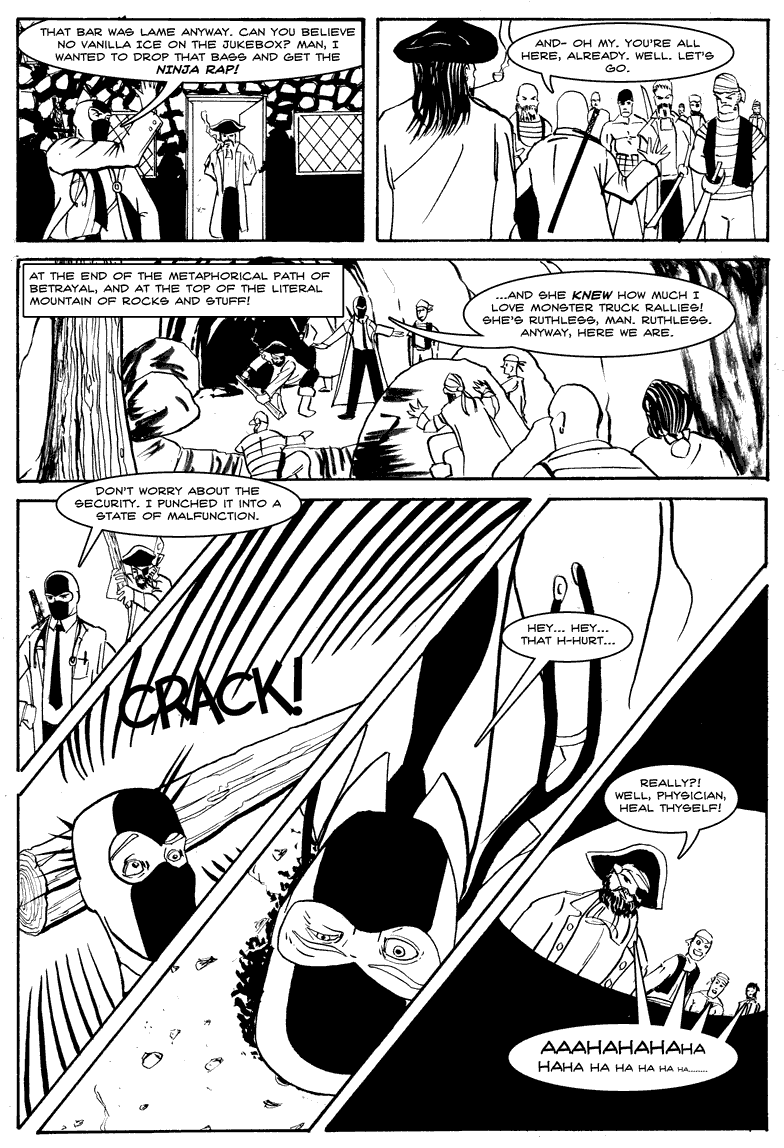 THAT BAR WAS LAME ANYWAY. CAN YOU BELIEVE
NO VANILLA ICE ON THE JUKEBOX? MAN, I
WANTED TO DROP THAT BASS AND GET THE
NINJA RAP!
AND- OH MY. YOU'RE ALL
HERE, ALREADY. WELL. LET'S
GO.
AT THE END OF THE METAPHORICAL PATH OF
BETRAYAL, AND AT THE TOP OF THE LITERAL
MOUNTAIN OF ROCKS AND STUFF!
...AND SHE KNEW HOW MUCH I
LOVE MONSTER TRUCK RALLIES!
SHE'S RUTHLESS, MAN. RUTHLESS.
ANYWAY, HERE WE ARE.
DON'T WORRY ABOUT THE
SECURITY. I PUNCHED IT INTO A
STATE OF MALFUNCTION.
CRACK!
HEY... HEY...
THAT H-HURT...
REALLY?!
WELL, PHYSICIAN,
HEAL THYSELF!
AAAHAHAHAHA
HAHA HA HA HA HA HA........